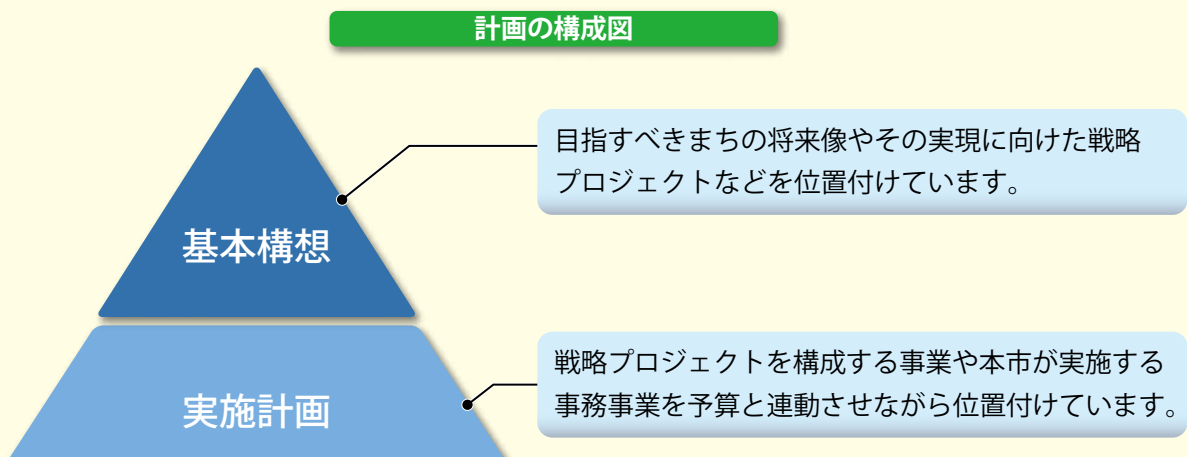 計画の構成図
目指すべきまちの将来像やその実現に向けた戦略
プロジェクトなどを位置付けています。
基本構想
戦略プロジェクトを構成する事業や本市が実施する
事務事業を予算と連動させながら位置付けています。
実施計画